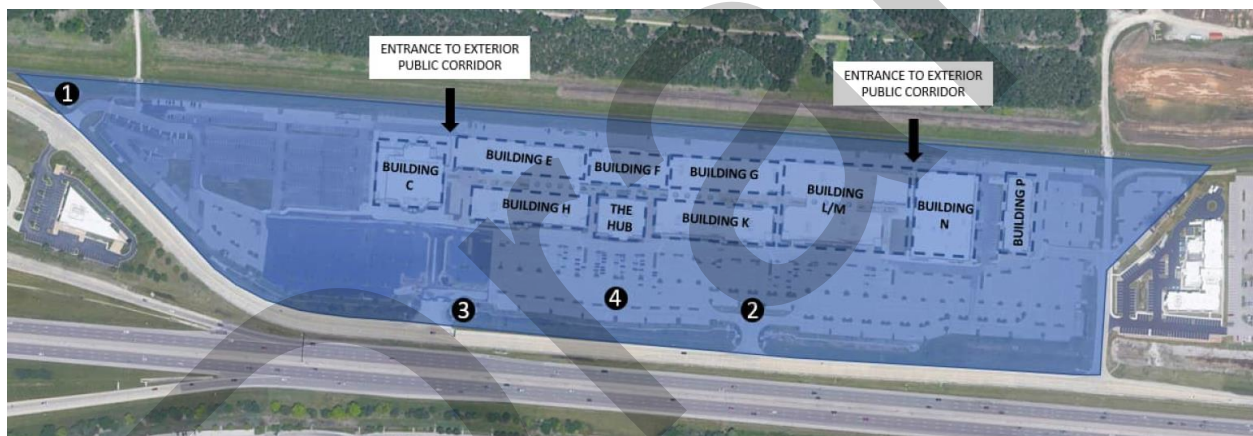 ENTRANCE TO EXTERIOR
PUBLIC CORRIDOR
ENTRANCE TO EXTERIOR
PUBLIC CORRIDOR
1
BUILDING
C
BUILDING E
BUILDING F
BUILDING G
BUILDING
L/M
BUILDING
N
BUILDING P
BUILDING H
THE
HUB
BUILDING K
3
4
2